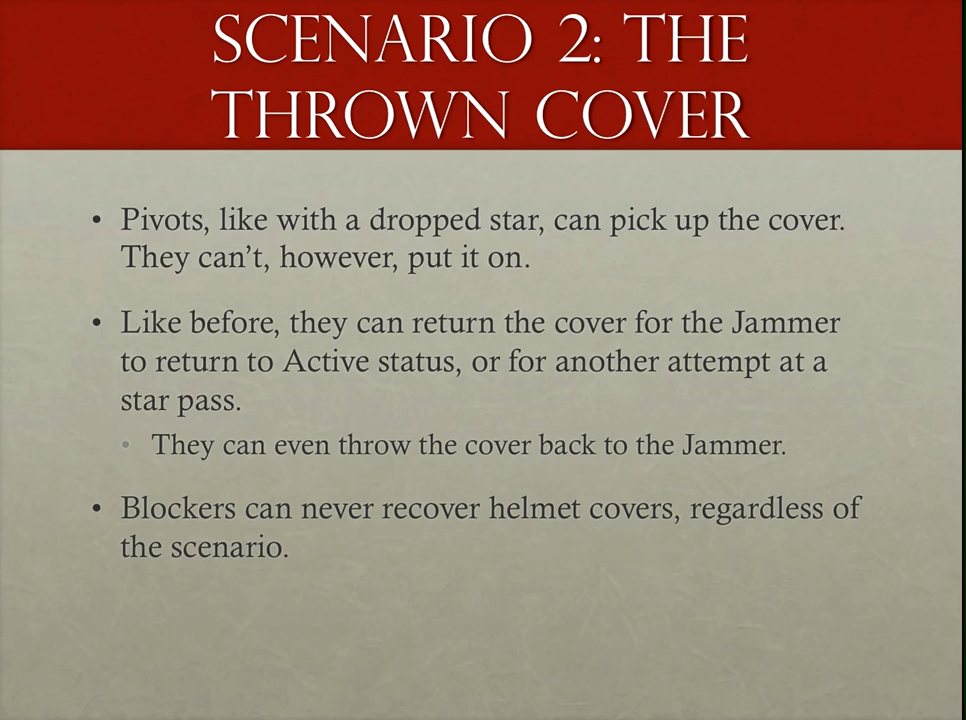 SCENARIO 2: THE
THROWN COVER
• Pivots, like with a dropped star, can pick up the cover.
They can’t, however, put it on.
• Like before, they can return the cover for the Jammer
to return to Active status, or for another attempt at a
star pass.
• They can even throw the cover back to the Jammer.
• Blockers can never recover helmet covers, regardless of
the scenario.